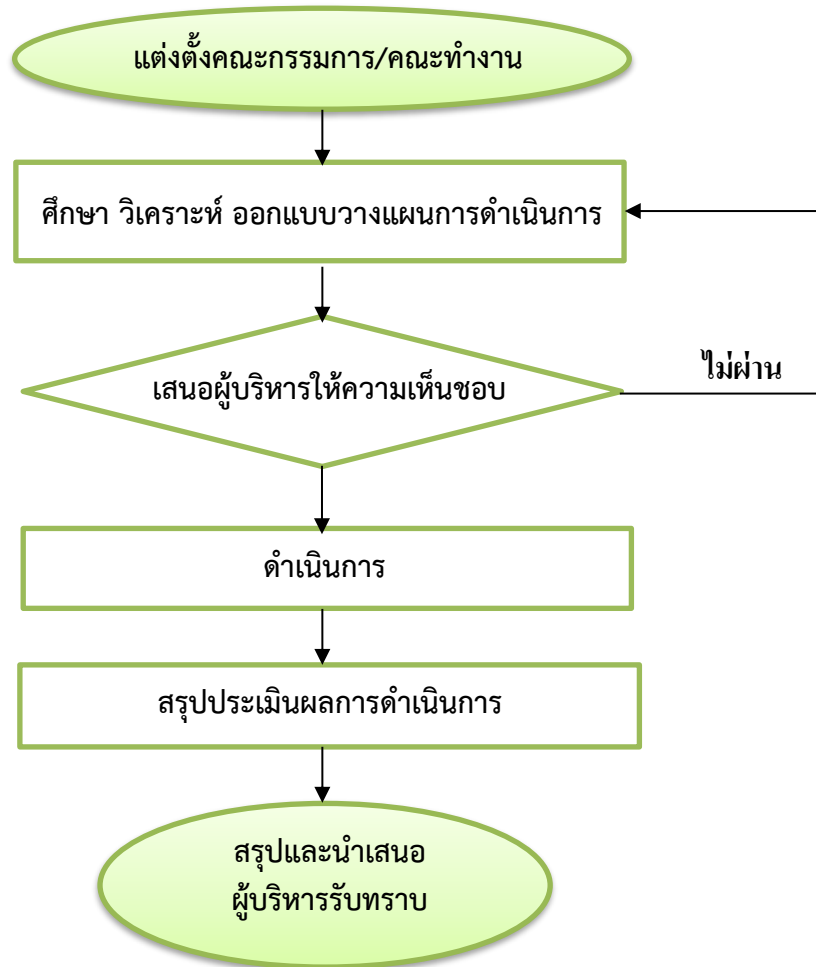 แต่งตั้งคณะกรรมการ/คณะทำงาน
ศึกษา วิเคราะห์ ออกแบบวางแผนการดำเนินการ
เสนอผู้บริหารให้ความเห็นชอบ
ไม่ผ่าน
ดำเนินการ
สรุปประเมินผลการดำเนินการ
สรุปและนำเสนอ
ผู้บริหารรับทราบ